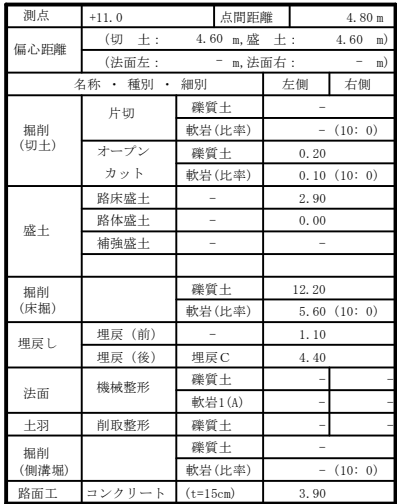 測点 +11.0 点間距離 4.80 m
偏心距離 (切 土: 4.60 m,盛 土: 4.60 m)
(法面左: - m,法面右: - m)
名称 ・ 種別 ・ 細別 左側 右側
掘削 (切土) 片切 礫質土 -
軟岩(比率) - (10: 0)
オープン カット 礫質土 0.20
軟岩(比率) 0.10 (10: 0)
盛土 路床盛土 - 2.90
路体盛土 - 0.00
補強盛土 - -
掘削 (床掘) 礫質土 12.20
軟岩(比率) 5.60 (10: 0)
埋戻し 埋戻(前) - 1.10
埋戻(後) 埋戻C 4.40
法面 機械整形 礫質土 - -
軟岩1(A) - -
土羽 削取整形 礫質土 - -
掘削 (側溝堀) 礫質土 -
軟岩(比率) - (10: 0)
路面工 コンクリート (t=15cm) 3.90